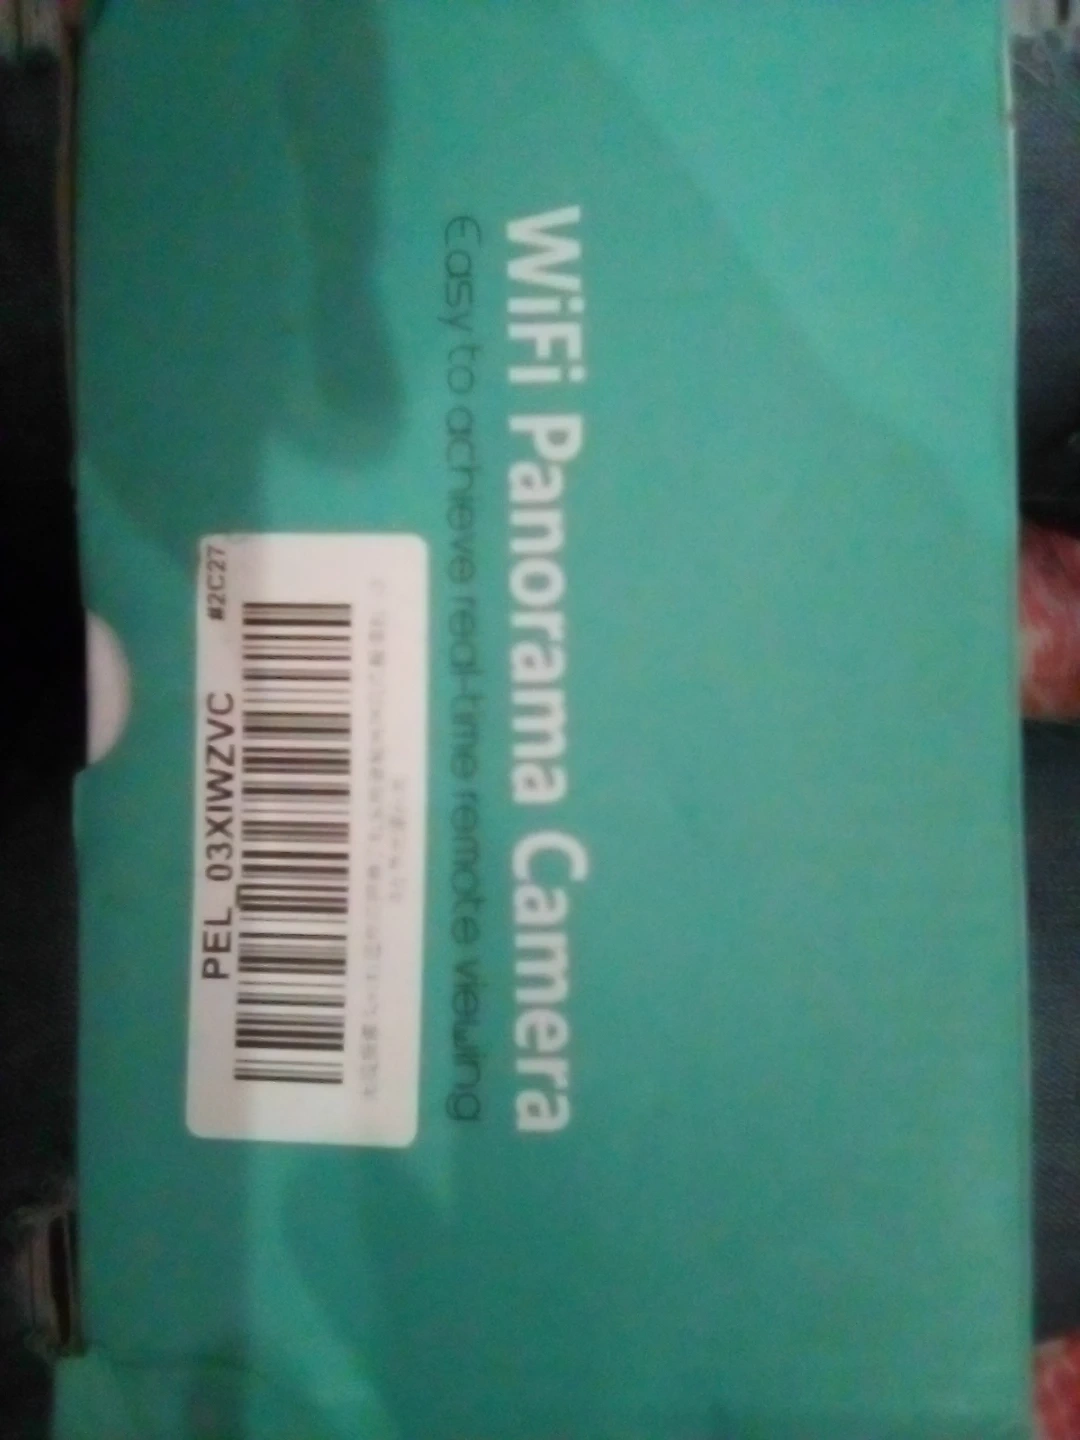 WiFi Panorama Camera
Easy to achieve real-time remote viewing
#2C27
PEL_03XIWZVC